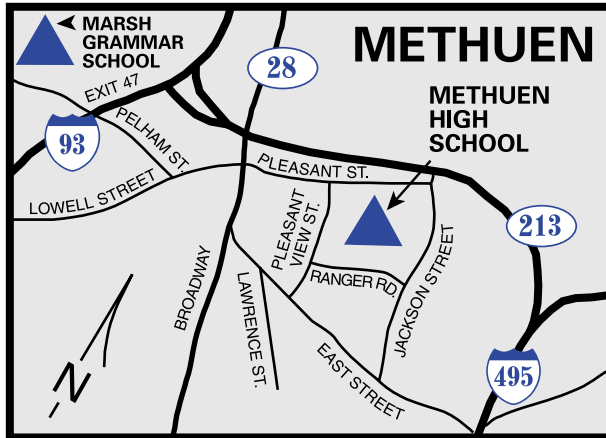 MARSH
GRAMMAR
SCHOOL
METHUEN
28
EXIT 47
METHUEN
HIGH
SCHOOL
93
PELHAM ST.
PLEASANT ST.
LOWELL STREET
PLEASANT
VIEW ST.
213
RANGER RD.
JACKSON STREET
BROADWAY
LAWRENCE ST.
EAST STREET
495
N